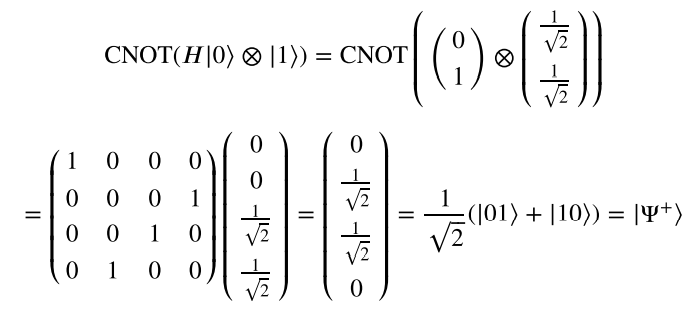 CNOT(H|0⟩ ⊗ |1⟩) = CNOT ( ( 0 1 ) ⊗ ( 1/√2 1/√2 ) )
= ( 1 0 0 0 0 0 0 1 0 0 1 0 0 1 0 0 ) ( 0 0 1/√2 1/√2 ) = ( 0 1/√2 1/√2 0 ) = 1/√2 (|01⟩ + |10⟩) = |Ψ⁺⟩